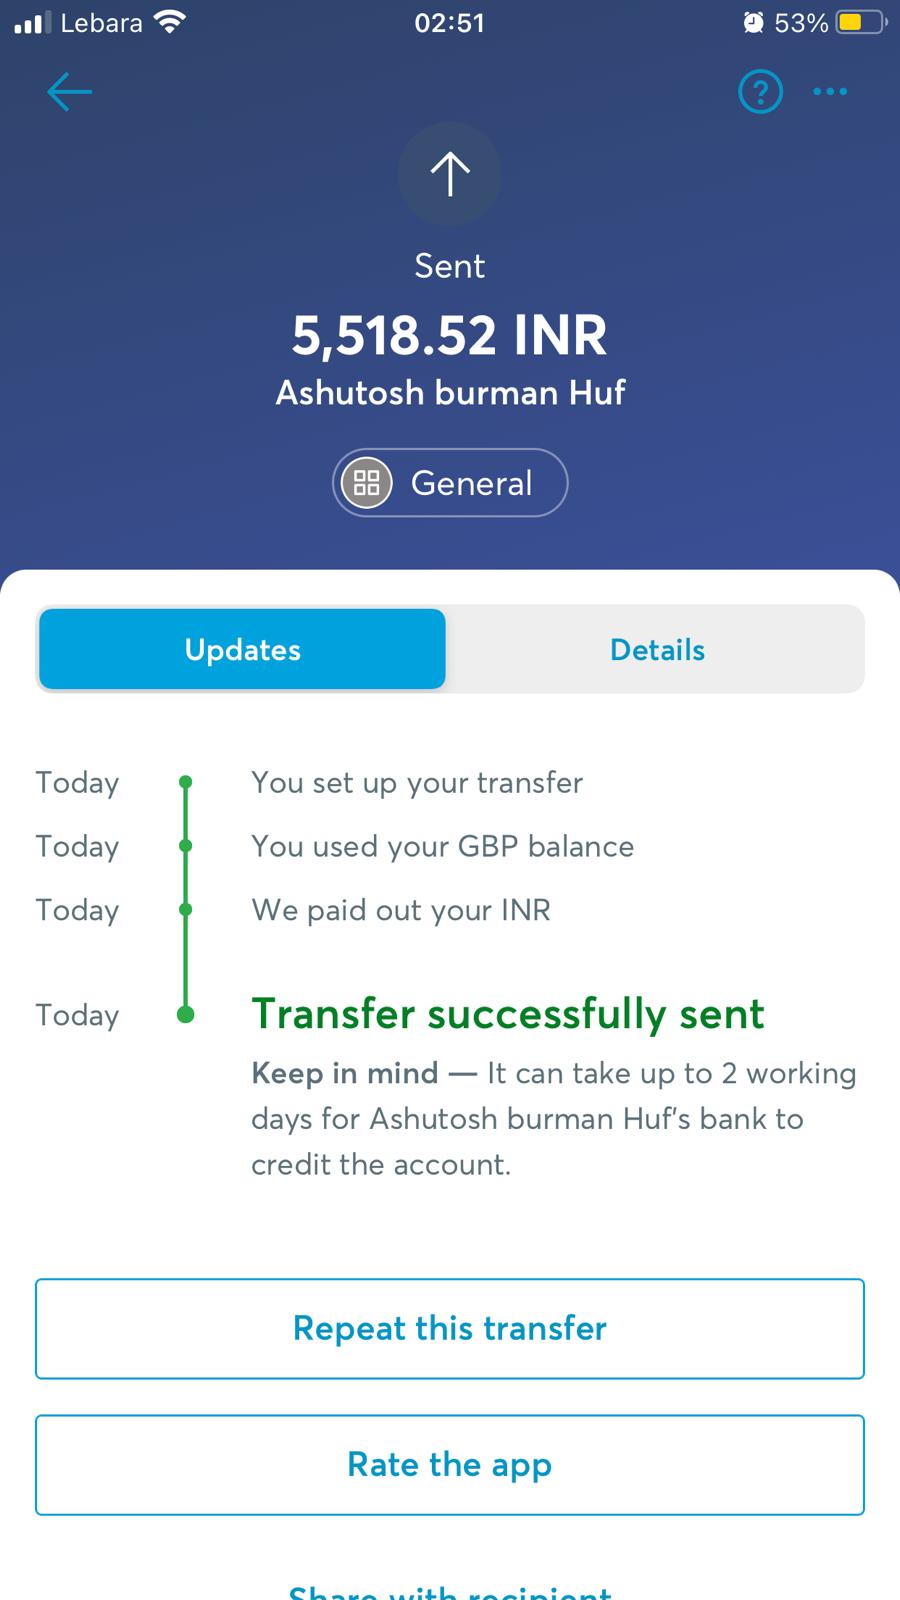 Lebara 02:51 53%
Sent
5,518.52 INR
Ashutosh burman Huf
General
Updates Details
Today You set up your transfer
Today You used your GBP balance
Today We paid out your INR
Today Transfer successfully sent
Keep in mind — It can take up to 2 working
days for Ashutosh burman Huf's bank to
credit the account.
Repeat this transfer
Rate the app
Share with recipient